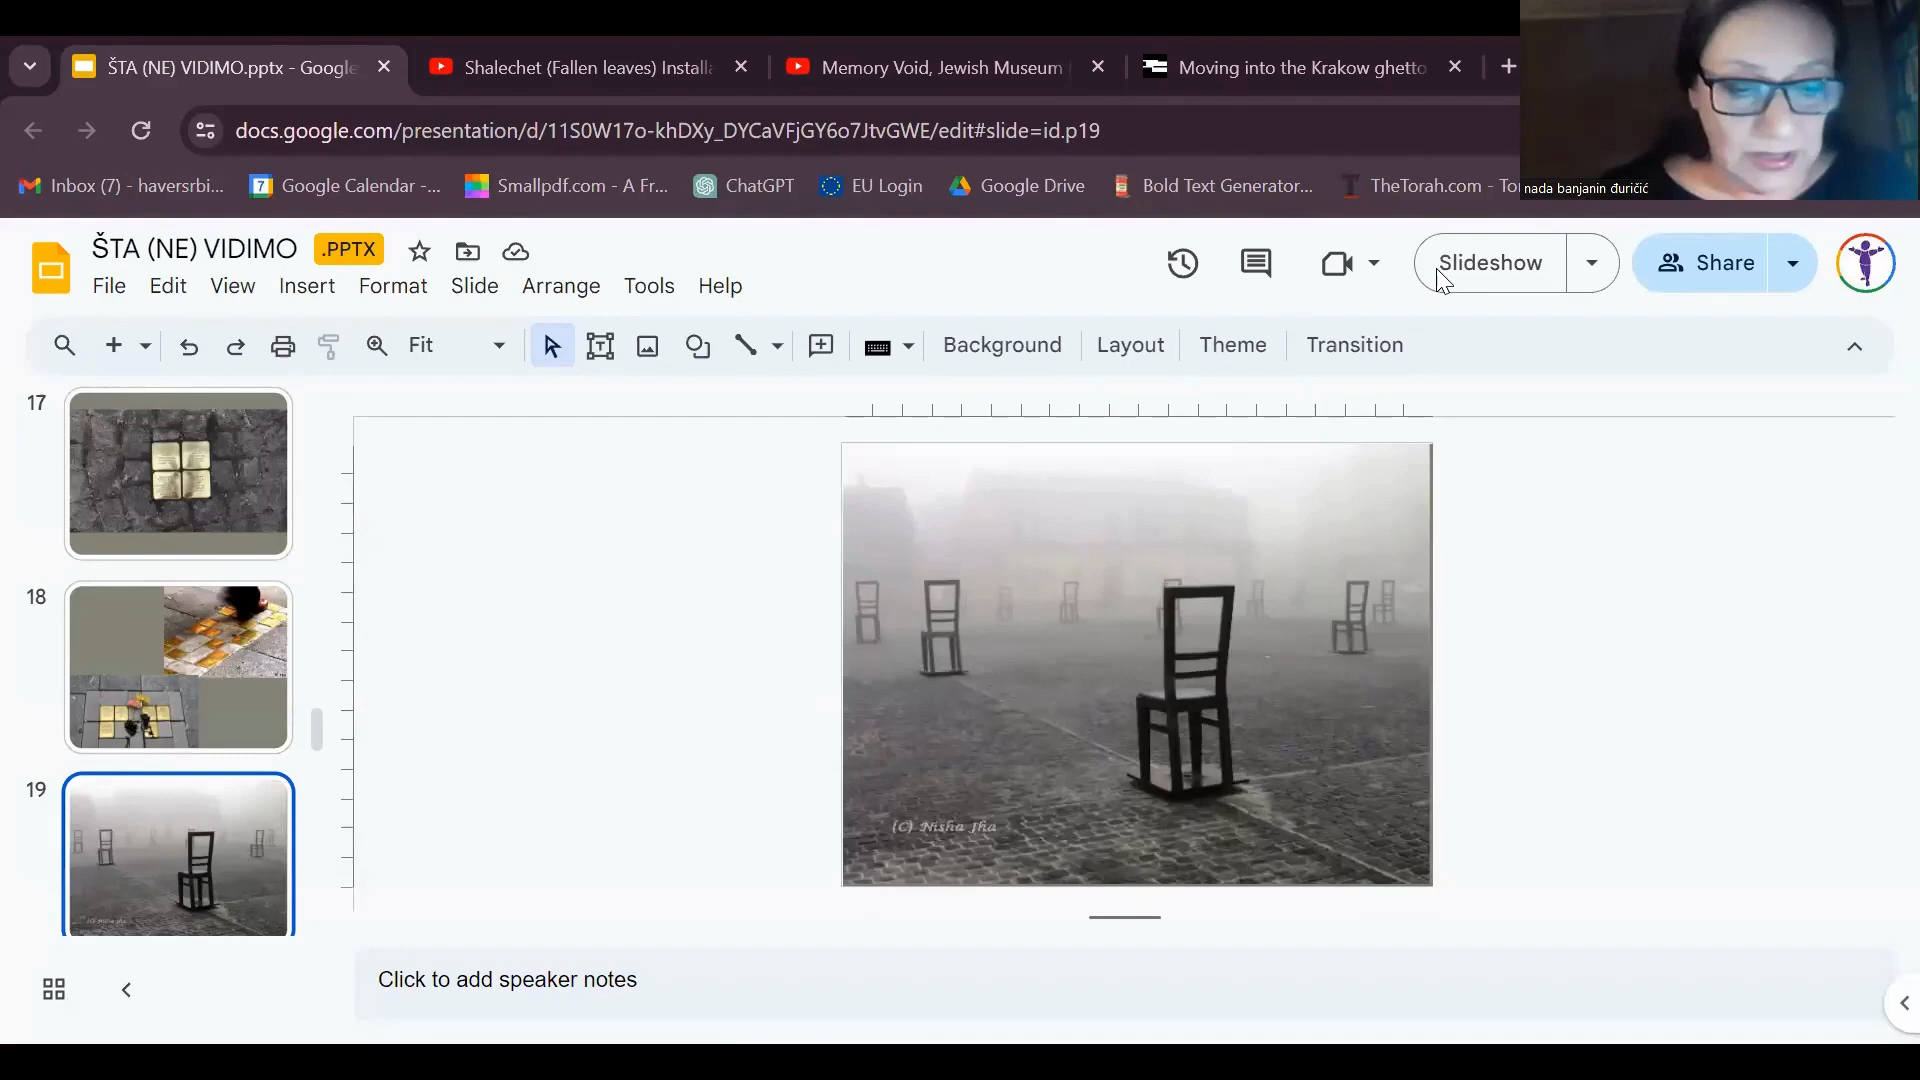 ŠTA (NE) VIDIMO.pptx - Google
Shalechet (Fallen leaves) Installa
Memory Void, Jewish Museum
Moving into the Krakow ghetto
docs.google.com/presentation/d/11S0W17o-khDXy_DYCaVFjGY6o7JtvGWE/edit#slide=id.p19
Inbox (7) - haversrbi...
7
Google Calendar -...
Smallpdf.com - A Fr...
ChatGPT
EU Login
Google Drive
Bold Text Generator...
TheTorah.com - To
nada banjanin đuričić
ŠTA (NE) VIDIMO
.PPTX
File
Edit
View
Insert
Format
Slide
Arrange
Tools
Help
Slideshow
Share
Fit
Background
Layout
Theme
Transition
17
18
19
(C) Nisha Jha
Click to add speaker notes